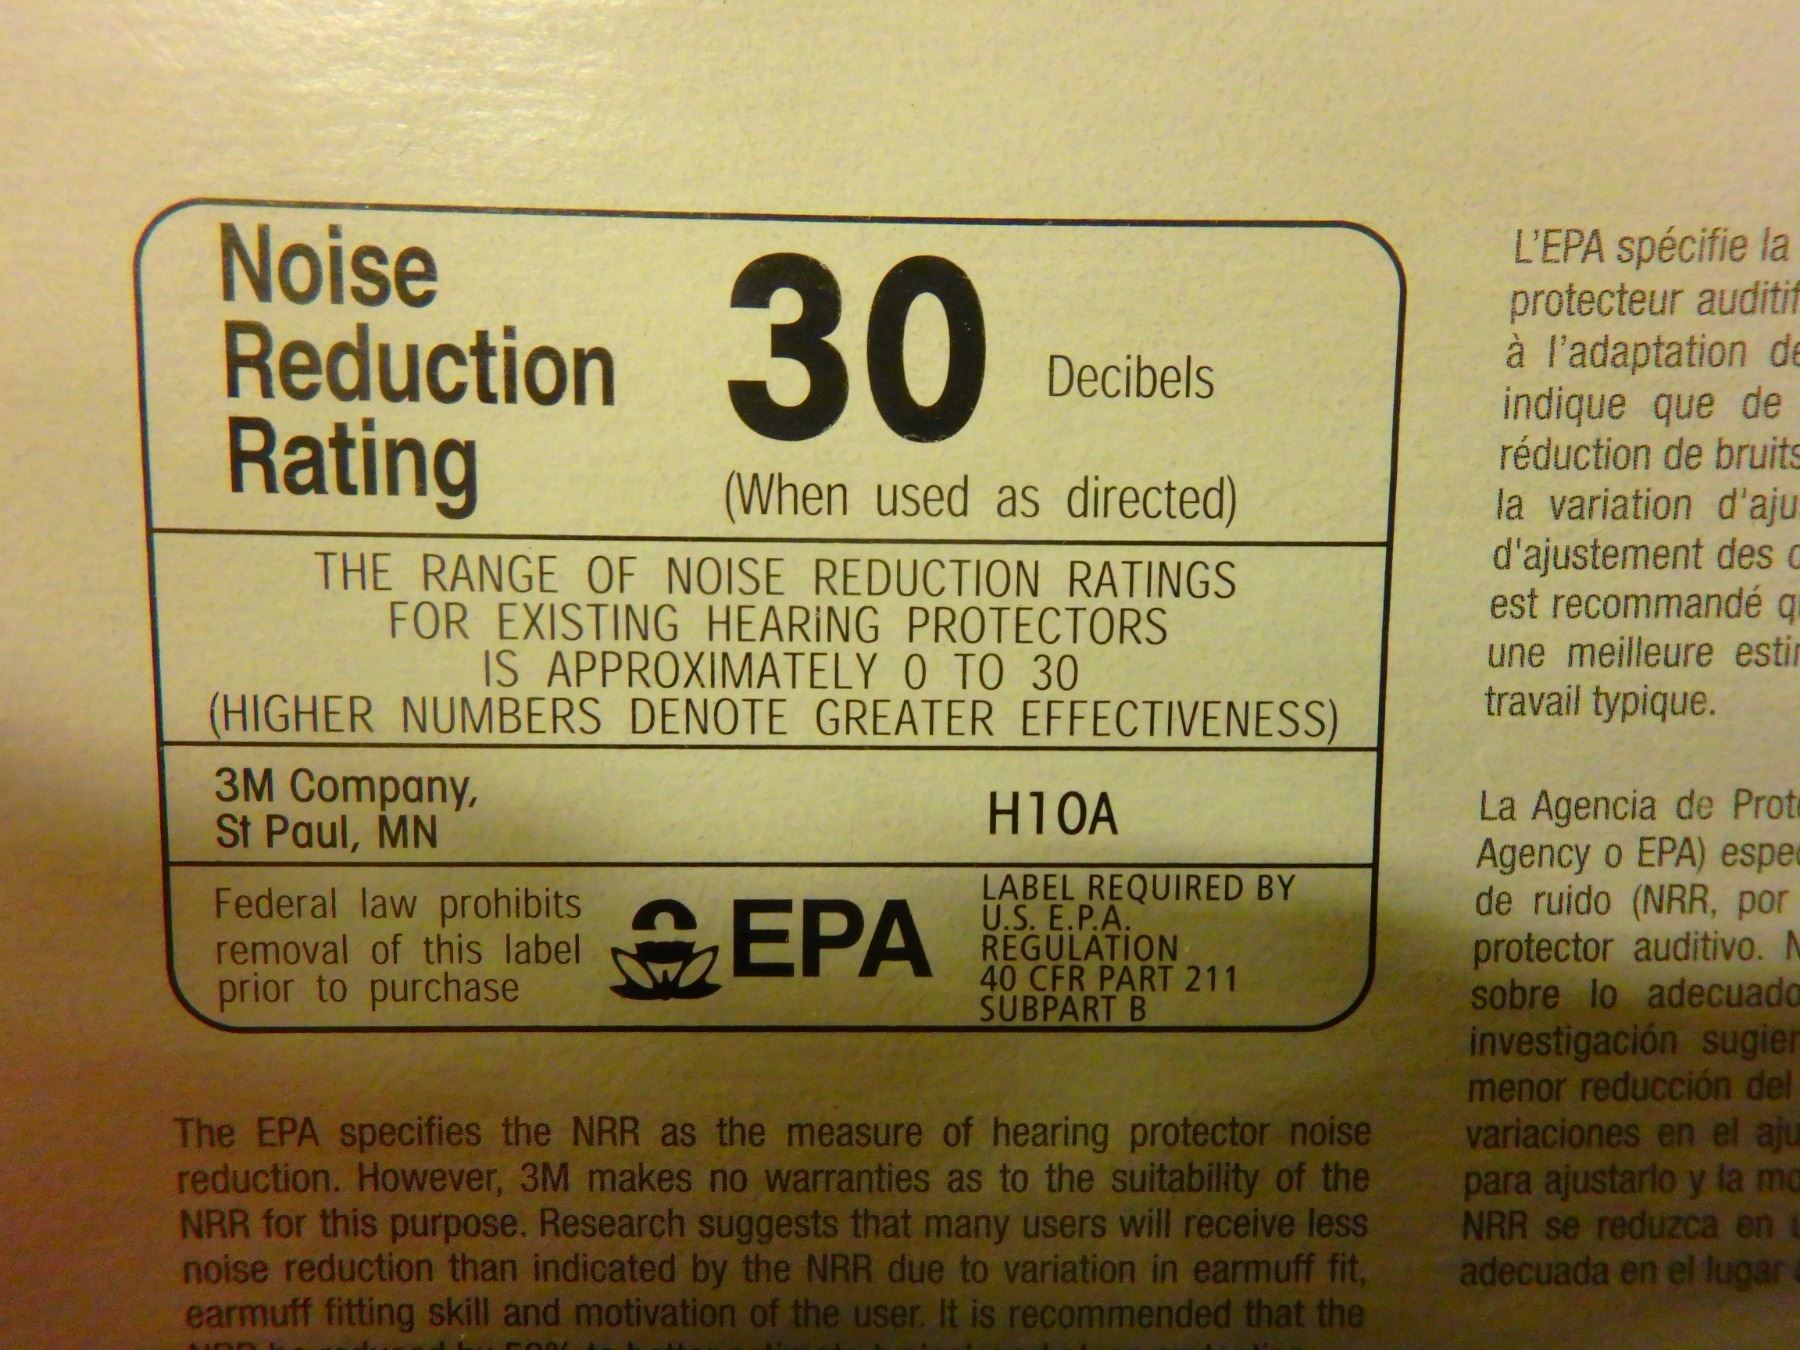 Noise
Reduction
Rating
30
Decibels
(When used as directed)
THE RANGE OF NOISE REDUCTION RATINGS
FOR EXISTING HEARING PROTECTORS
IS APPROXIMATELY 0 TO 30
(HIGHER NUMBERS DENOTE GREATER EFFECTIVENESS)
3M Company,
St Paul, MN
H10A
Federal law prohibits
removal of this label
prior to purchase
EPA
LABEL REQUIRED BY
U.S. E.P.A.
REGULATION
40 CFR PART 211
SUBPART B
The EPA specifies the NRR as the measure of hearing protector noise
reduction. However, 3M makes no warranties as to the suitability of the
NRR for this purpose. Research suggests that many users will receive less
noise reduction than indicated by the NRR due to variation in earmuff fit,
earmuff fitting skill and motivation of the user. It is recommended that the
NRR be reduced by 50% to better
L'EPA spécifie la
protecteur auditif
à l'adaptation
indique que de
réduction de bruits
la variation
d'ajustement des
est recommandé
une meilleure
travail typique.
La Agencia de
Agency o EPA)
de ruido (NRR, por
protector auditivo.
sobre lo
investigación
menor reducción del
variaciones en el
para ajustarlo y la
NRR se reduzca en
adecuada en el lugar